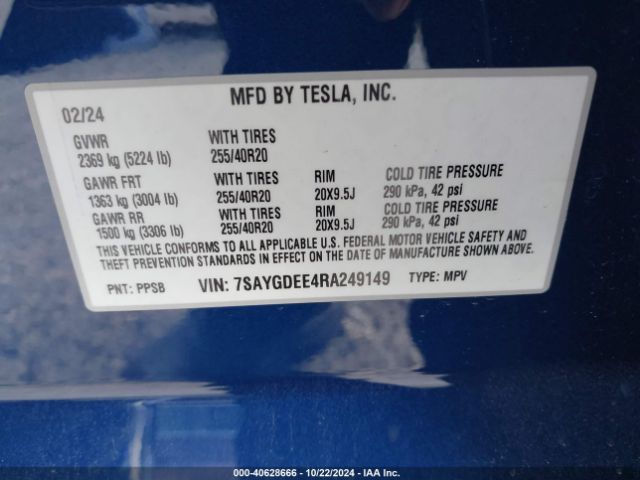 MFD BY TESLA, INC.
02/24
GVWR WITH TIRES
2369 kg (5224 lb) 255/40R20
GAWR FRT WITH TIRES RIM COLD TIRE PRESSURE
1363 kg (3004 lb) 255/40R20 20X9.5J 290 kPa, 42 psi
GAWR RR WITH TIRES RIM COLD TIRE PRESSURE
1500 kg (3306 lb) 255/40R20 20X9.5J 290 kPa, 42 psi
THIS VEHICLE CONFORMS TO ALL APPLICABLE U.S. FEDERAL MOTOR VEHICLE SAFETY AND
THEFT PREVENTION STANDARDS IN EFFECT ON THE DATE OF MANUFACTURE SHOWN ABOVE.
PNT: PPSB VIN: 7SAYGDEE4RA249149 TYPE: MPV
000-40628666 - 10/22/2024 - IAA Inc.